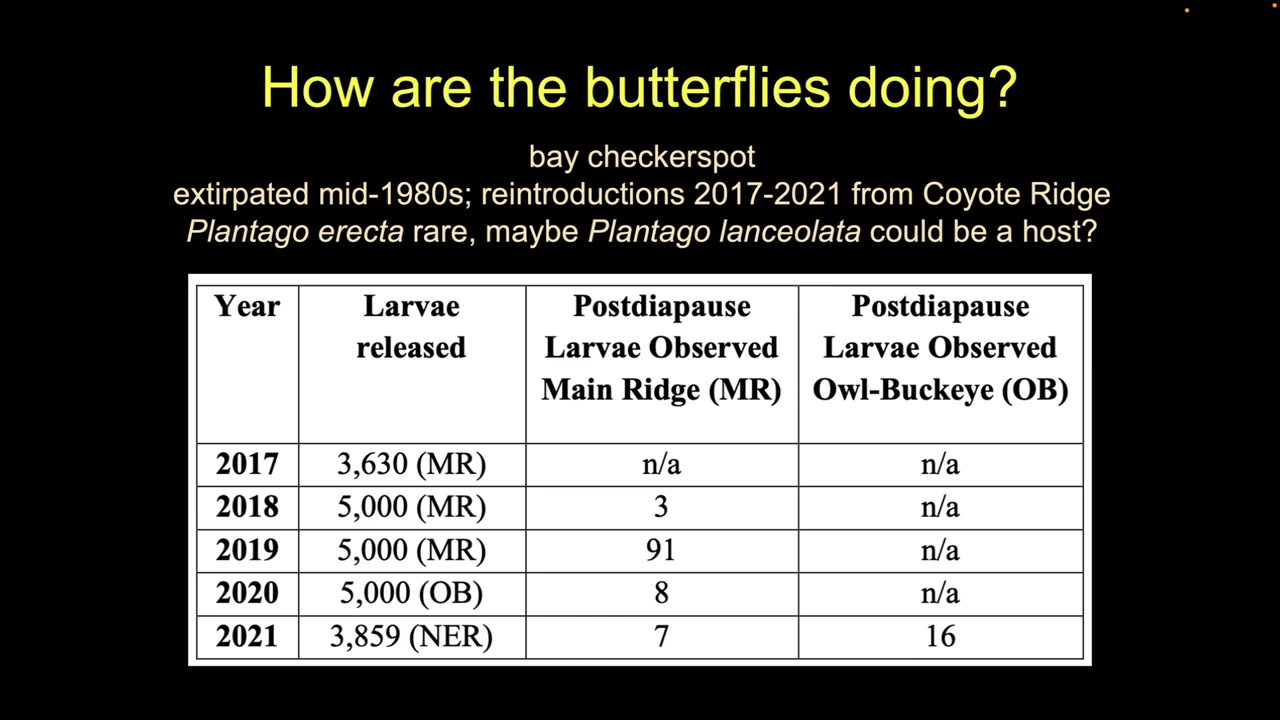 How are the butterflies doing?
bay checkerspot
extirpated mid-1980s; reintroductions 2017-2021 from Coyote Ridge
Plantago erecta rare, maybe Plantago lanceolata could be a host?
Year Larvae released Postdiapause Larvae Observed Main Ridge (MR) Postdiapause Larvae Observed Owl-Buckeye (OB)
2017 3,630 (MR) n/a n/a
2018 5,000 (MR) 3 n/a
2019 5,000 (MR) 91 n/a
2020 5,000 (OB) 8 n/a
2021 3,859 (NER) 7 16